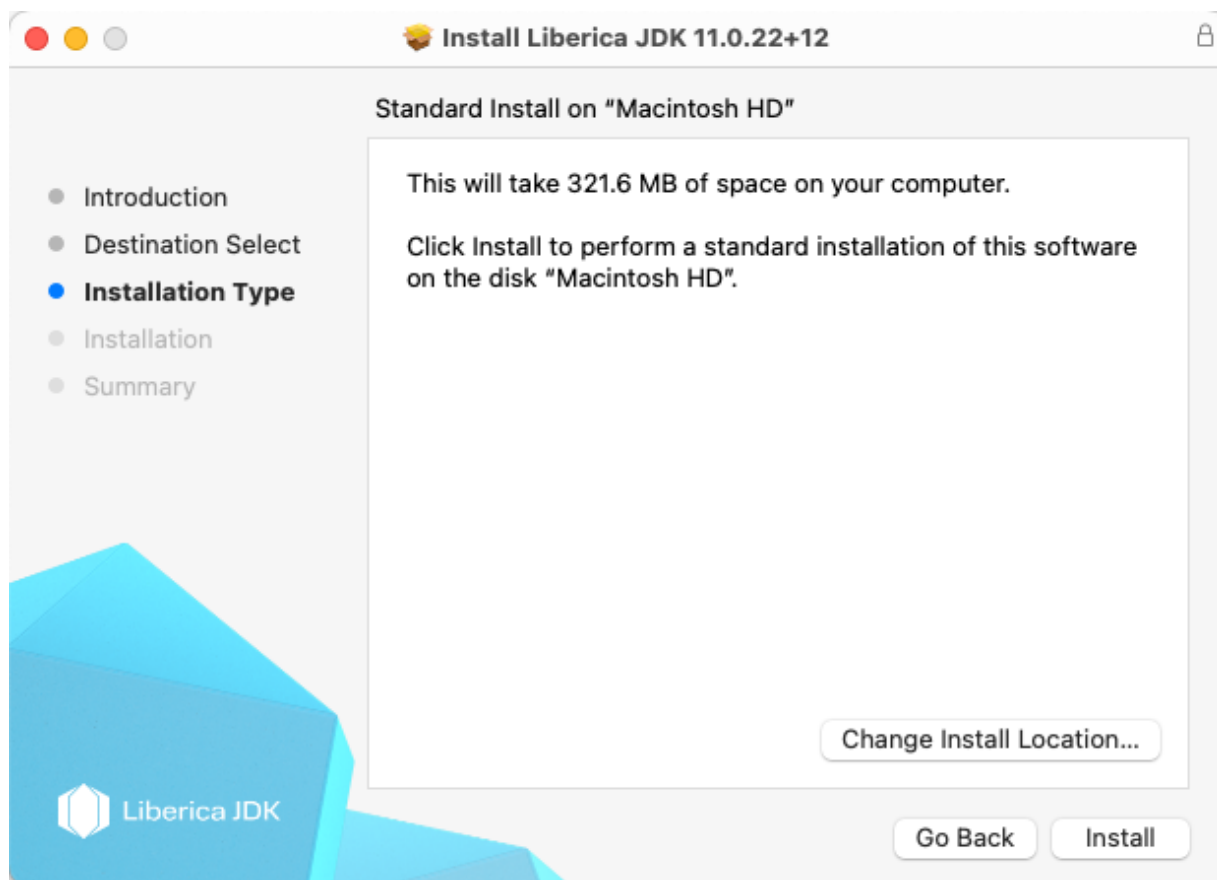 Install Liberica JDK 11.0.22+12
Standard Install on “Macintosh HD”
Introduction
Destination Select
Installation Type
Installation
Summary
This will take 321.6 MB of space on your computer.
Click Install to perform a standard installation of this software
on the disk “Macintosh HD”.
Change Install Location...
Liberica JDK
Go Back
Install